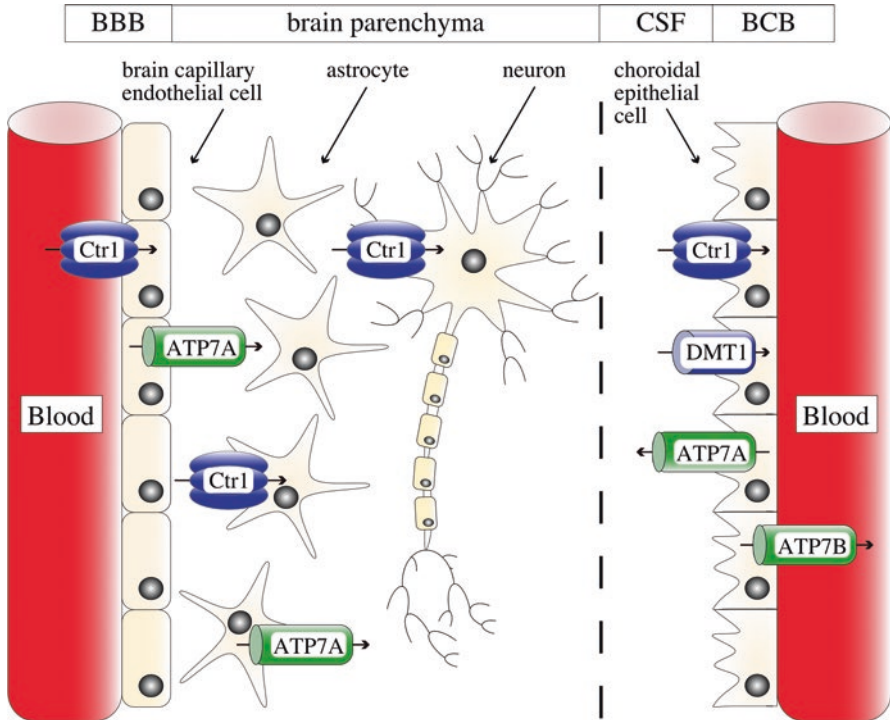 BBB
brain parenchyma
CSF
BCB
brain capillary
endothelial cell
astrocyte
neuron
choroidal
epithelial
cell
Ctr1
Ctr1
Ctr1
ATP7A
DMT1
Blood
Blood
ATP7A
Ctr1
ATP7B
ATP7A